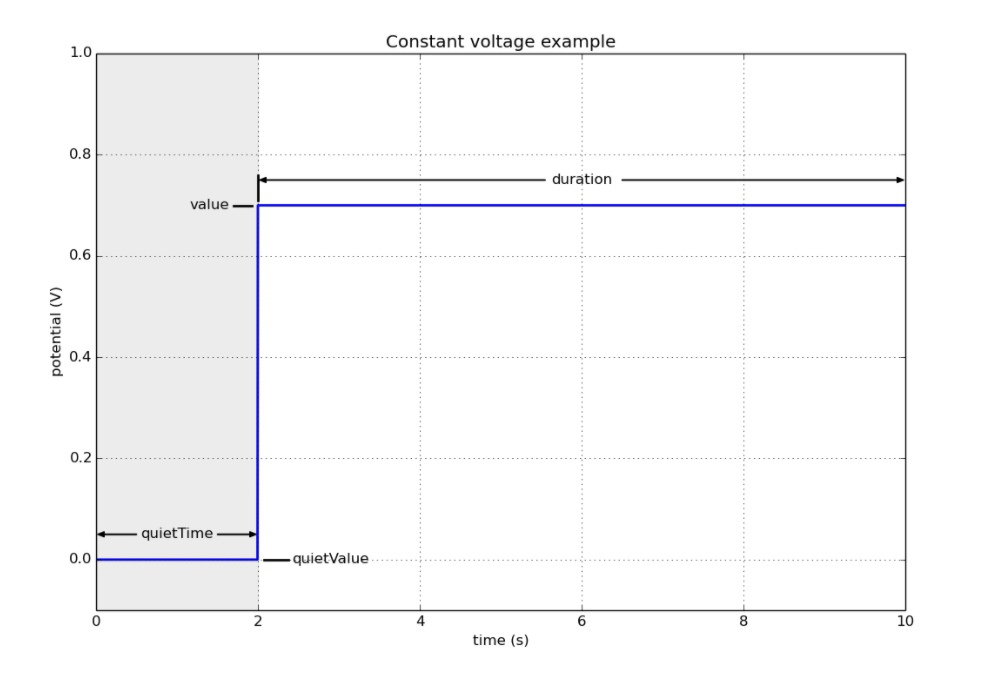 Constant voltage example
1.0
0.8
duration
value
0.6
potential (V)
0.4
0.2
quietTime
0.0
quietValue
0 2 4 6 8 10
time (s)